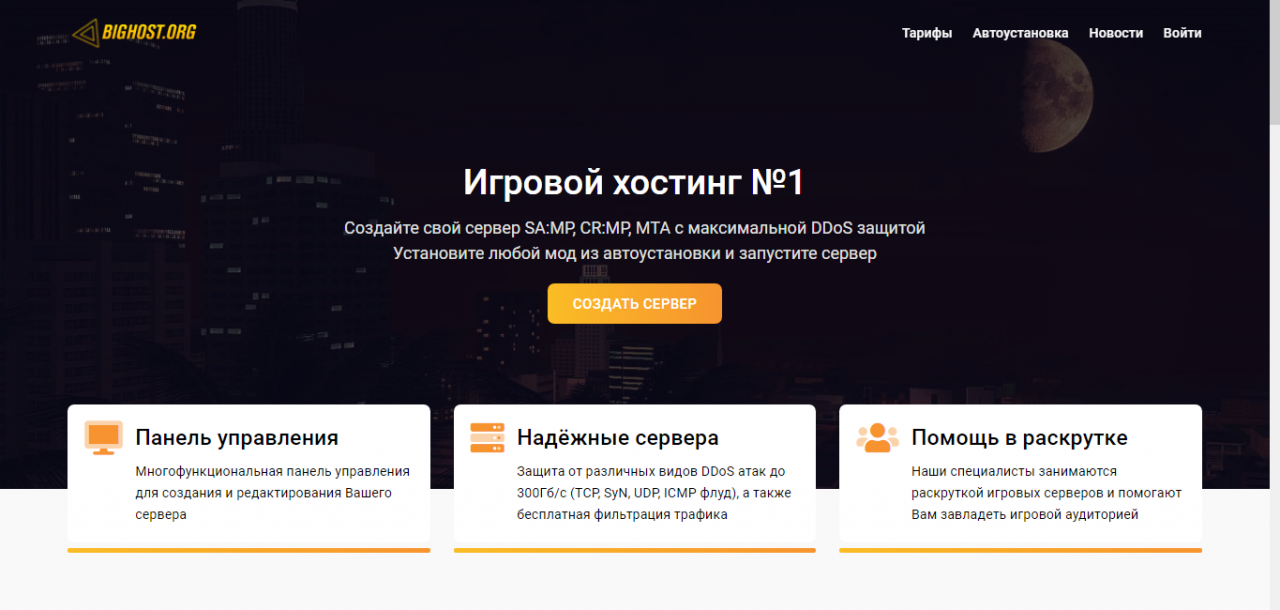 BIGHOST.ORG
Тарифы Автоустановка Новости Войти
Игровой хостинг №1
Создайте свой сервер SA:MP, CR:MP, MTA с максимальной DDoS защитой
Установите любой мод из автоустановки и запустите сервер
СОЗДАТЬ СЕРВЕР
Панель управления
Многофункциональная панель управления
для создания и редактирования Вашего
сервера
Надёжные сервера
Защита от различных видов DDoS атак до
300Гб/с (TCP, SyN, UDP, ICMP флуд), а также
бесплатная фильтрация трафика
Помощь в раскрутке
Наши специалисты занимаются
раскруткой игровых серверов и помогают
Вам завладеть игровой аудиторией